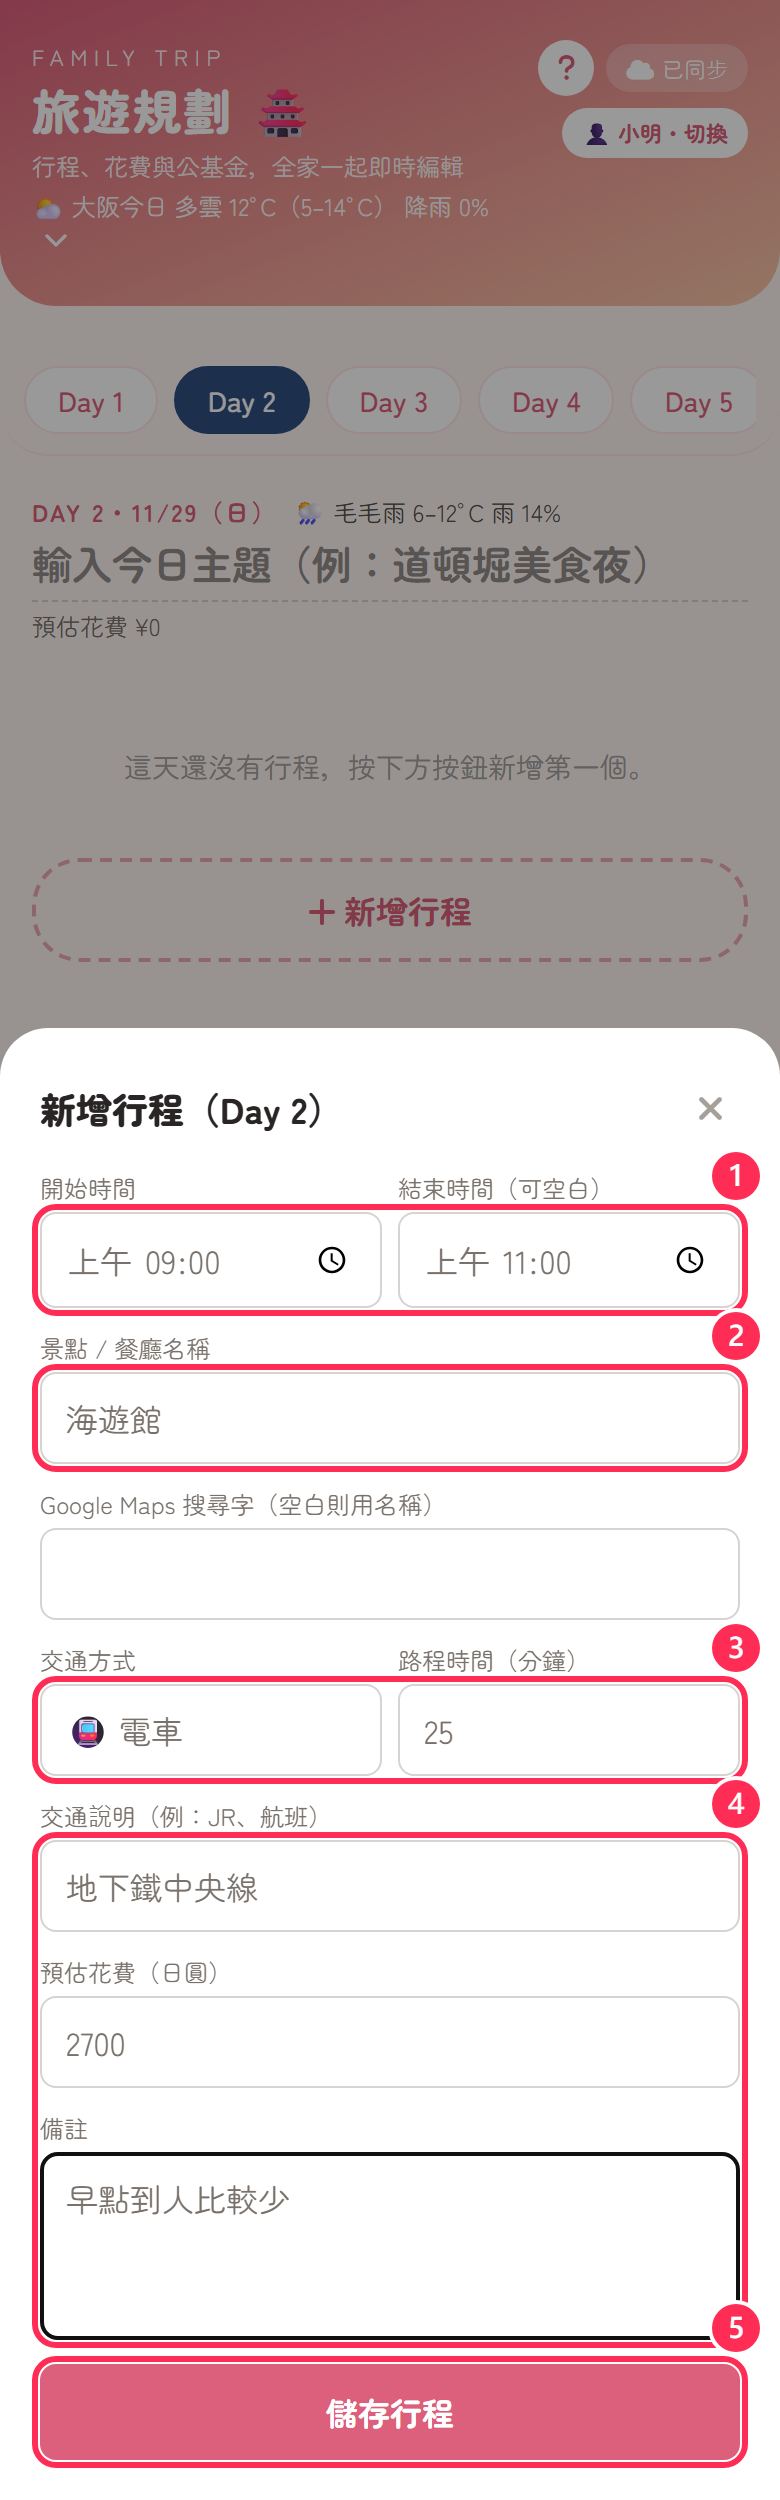 FAMILY TRIP
旅遊規劃
?
已同步
小明・切換
行程、花費與公基金，全家一起即時編輯
大阪今日 多雲 12°C（5–14°C） 降雨 0%
Day 1
Day 2
Day 3
Day 4
Day 5
DAY 2・11/29（日）
毛毛雨 6–12°C 雨 14%
輸入今日主題（例：道頓堀美食夜）
預估花費 ¥0
這天還沒有行程，按下方按鈕新增第一個。
＋新增行程
新增行程（Day 2）
開始時間
結束時間（可空白）
1
上午 09:00
上午 11:00
2
景點 / 餐廳名稱
海遊館
Google Maps 搜尋字（空白則用名稱）
3
交通方式
路程時間（分鐘）
電車
25
4
交通說明（例：JR、航班）
地下鐵中央線
預估花費（日圓）
2700
備註
早點到人比較少
5
儲存行程